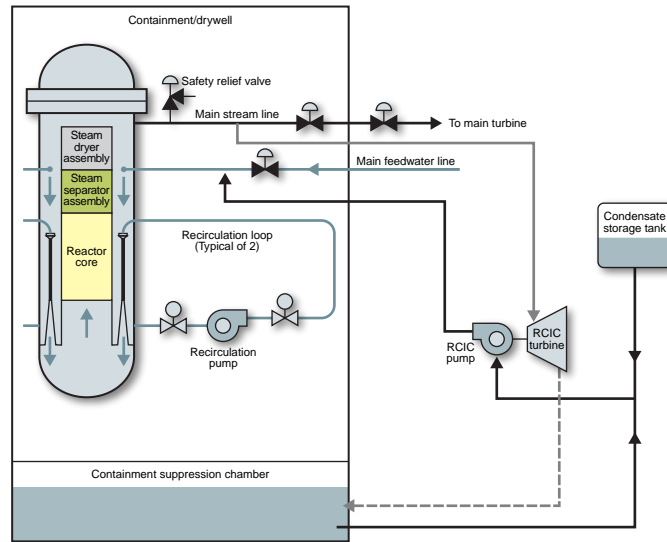 Containment/drywell
Safety relief valve
Main stream line
To main turbine
Steam
dryer
assembly
Main feedwater line
Steam
separator
assembly
Condensate
storage tank
Recirculation loop
(Typical of 2)
Reactor
core
RCIC
turbine
RCIC
pump
Recirculation
pump
Containment suppression chamber